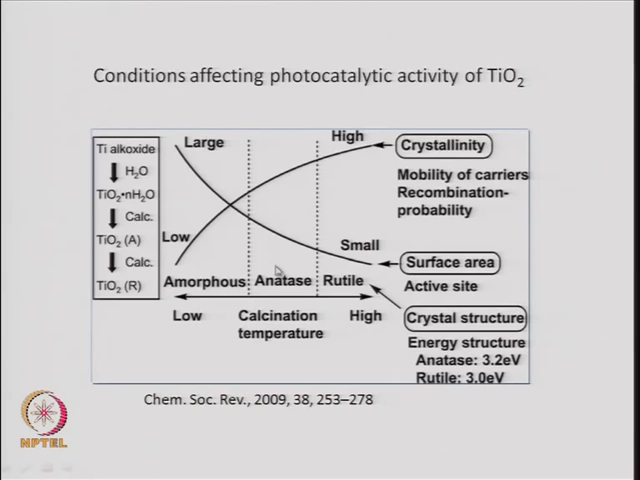 Conditions affecting photocatalytic activity of TiO2
Ti alkoxide
H2O
TiO2•nH2O
Calc.
TiO2 (A)
Calc.
TiO2 (R)
Large
High
Low
Small
Amorphous
Anatase
Rutile
Low
Calcination
temperature
High
Crystallinity
Mobility of carriers
Recombination-
probability
Surface area
Active site
Crystal structure
Energy structure
Anatase: 3.2eV
Rutile: 3.0eV
Chem. Soc. Rev., 2009, 38, 253–278
NPTEL